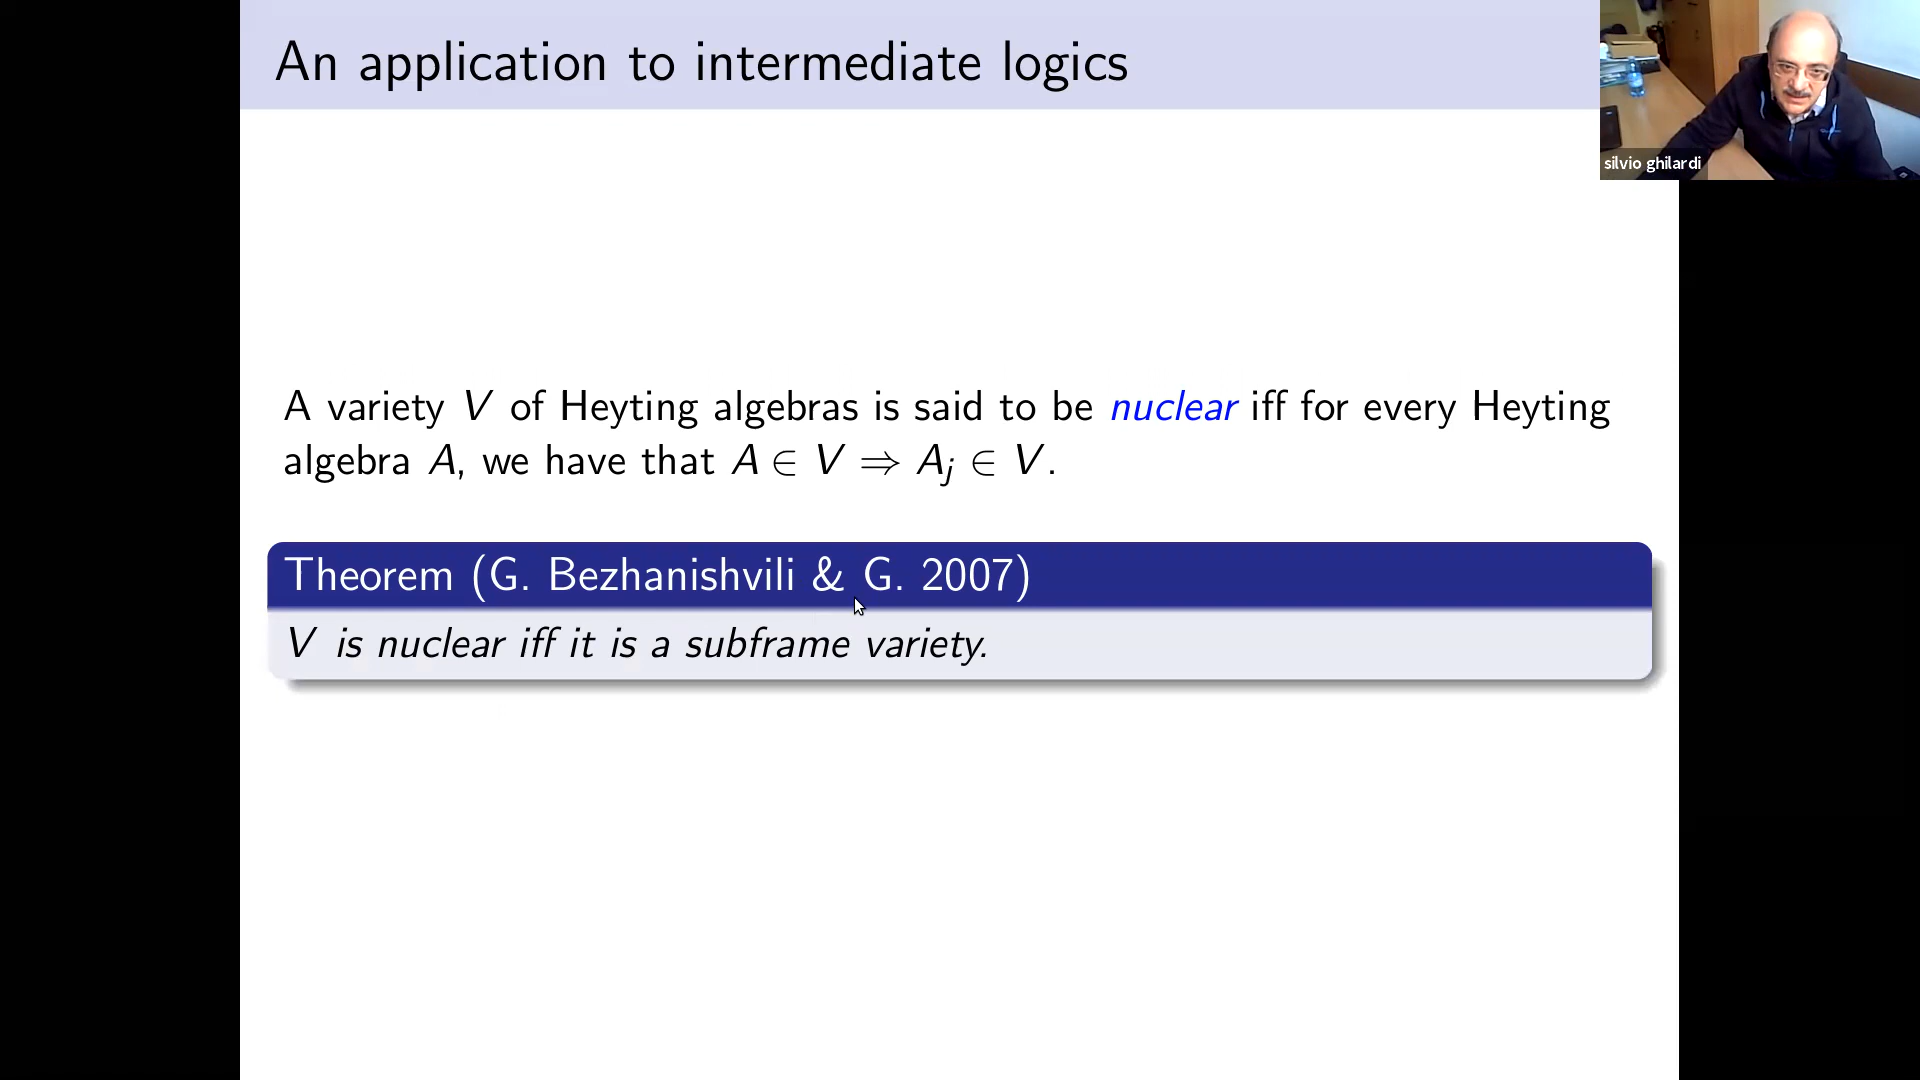 An application to intermediate logics
silvio ghilardi
A variety V of Heyting algebras is said to be nuclear iff for every Heyting
algebra A, we have that A ∈ V ⇒ A_j ∈ V.
Theorem (G. Bezhanishvili & G. 2007)
V is nuclear iff it is a subframe variety.